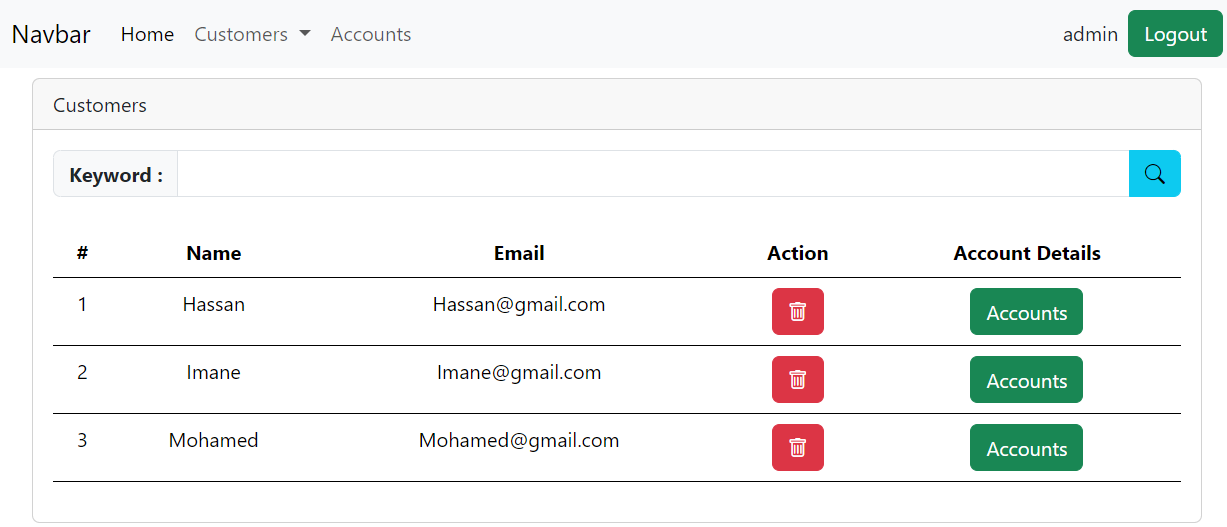 Navbar Home Customers Accounts admin Logout
Customers
Keyword :
# Name Email Action Account Details
1 Hassan Hassan@gmail.com Accounts
2 Imane Imane@gmail.com Accounts
3 Mohamed Mohamed@gmail.com Accounts